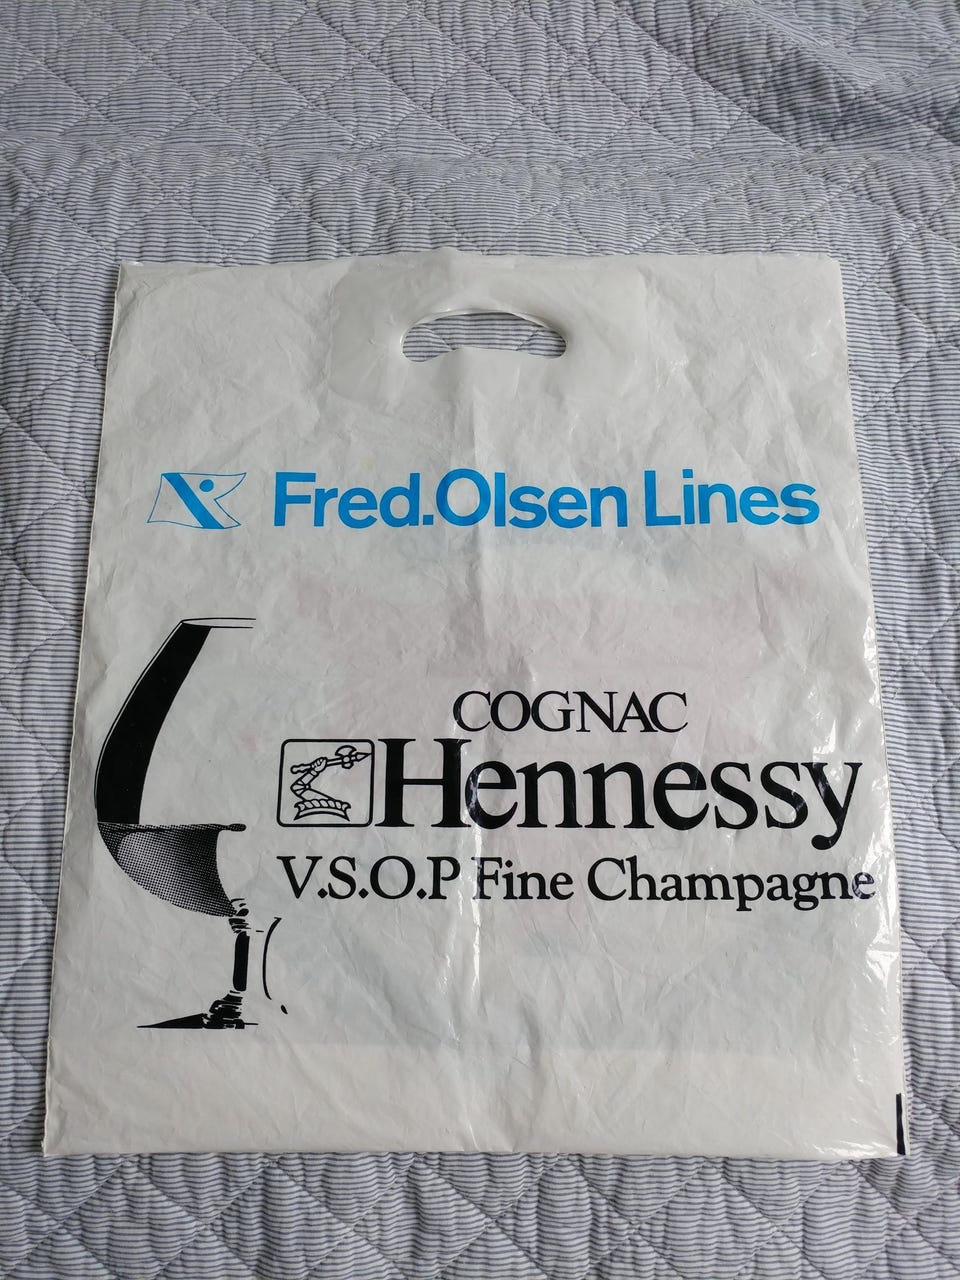 Fred.Olsen Lines
COGNAC
Hennessy
V.S.O.P Fine Champagne